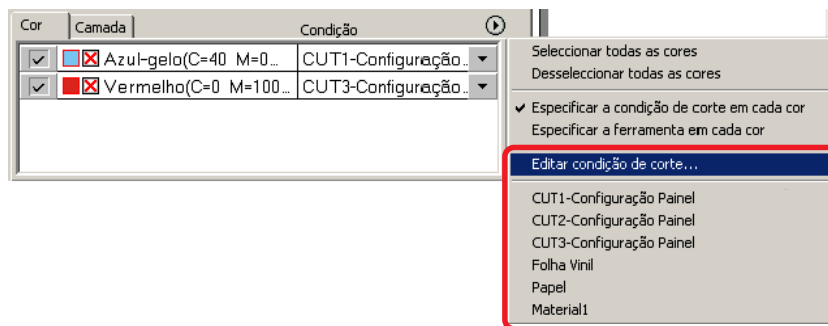 Cor Camada Condição
Azul-gelo(C=40 M=0... CUT1-Configuração..
Vermelho(C=0 M=100... CUT3-Configuração..
Seleccionar todas as cores
Desseleccionar todas as cores
Especificar a condição de corte em cada cor
Especificar a ferramenta em cada cor
Editar condição de corte...
CUT1-Configuração Painel
CUT2-Configuração Painel
CUT3-Configuração Painel
Folha Vinil
Papel
Material1